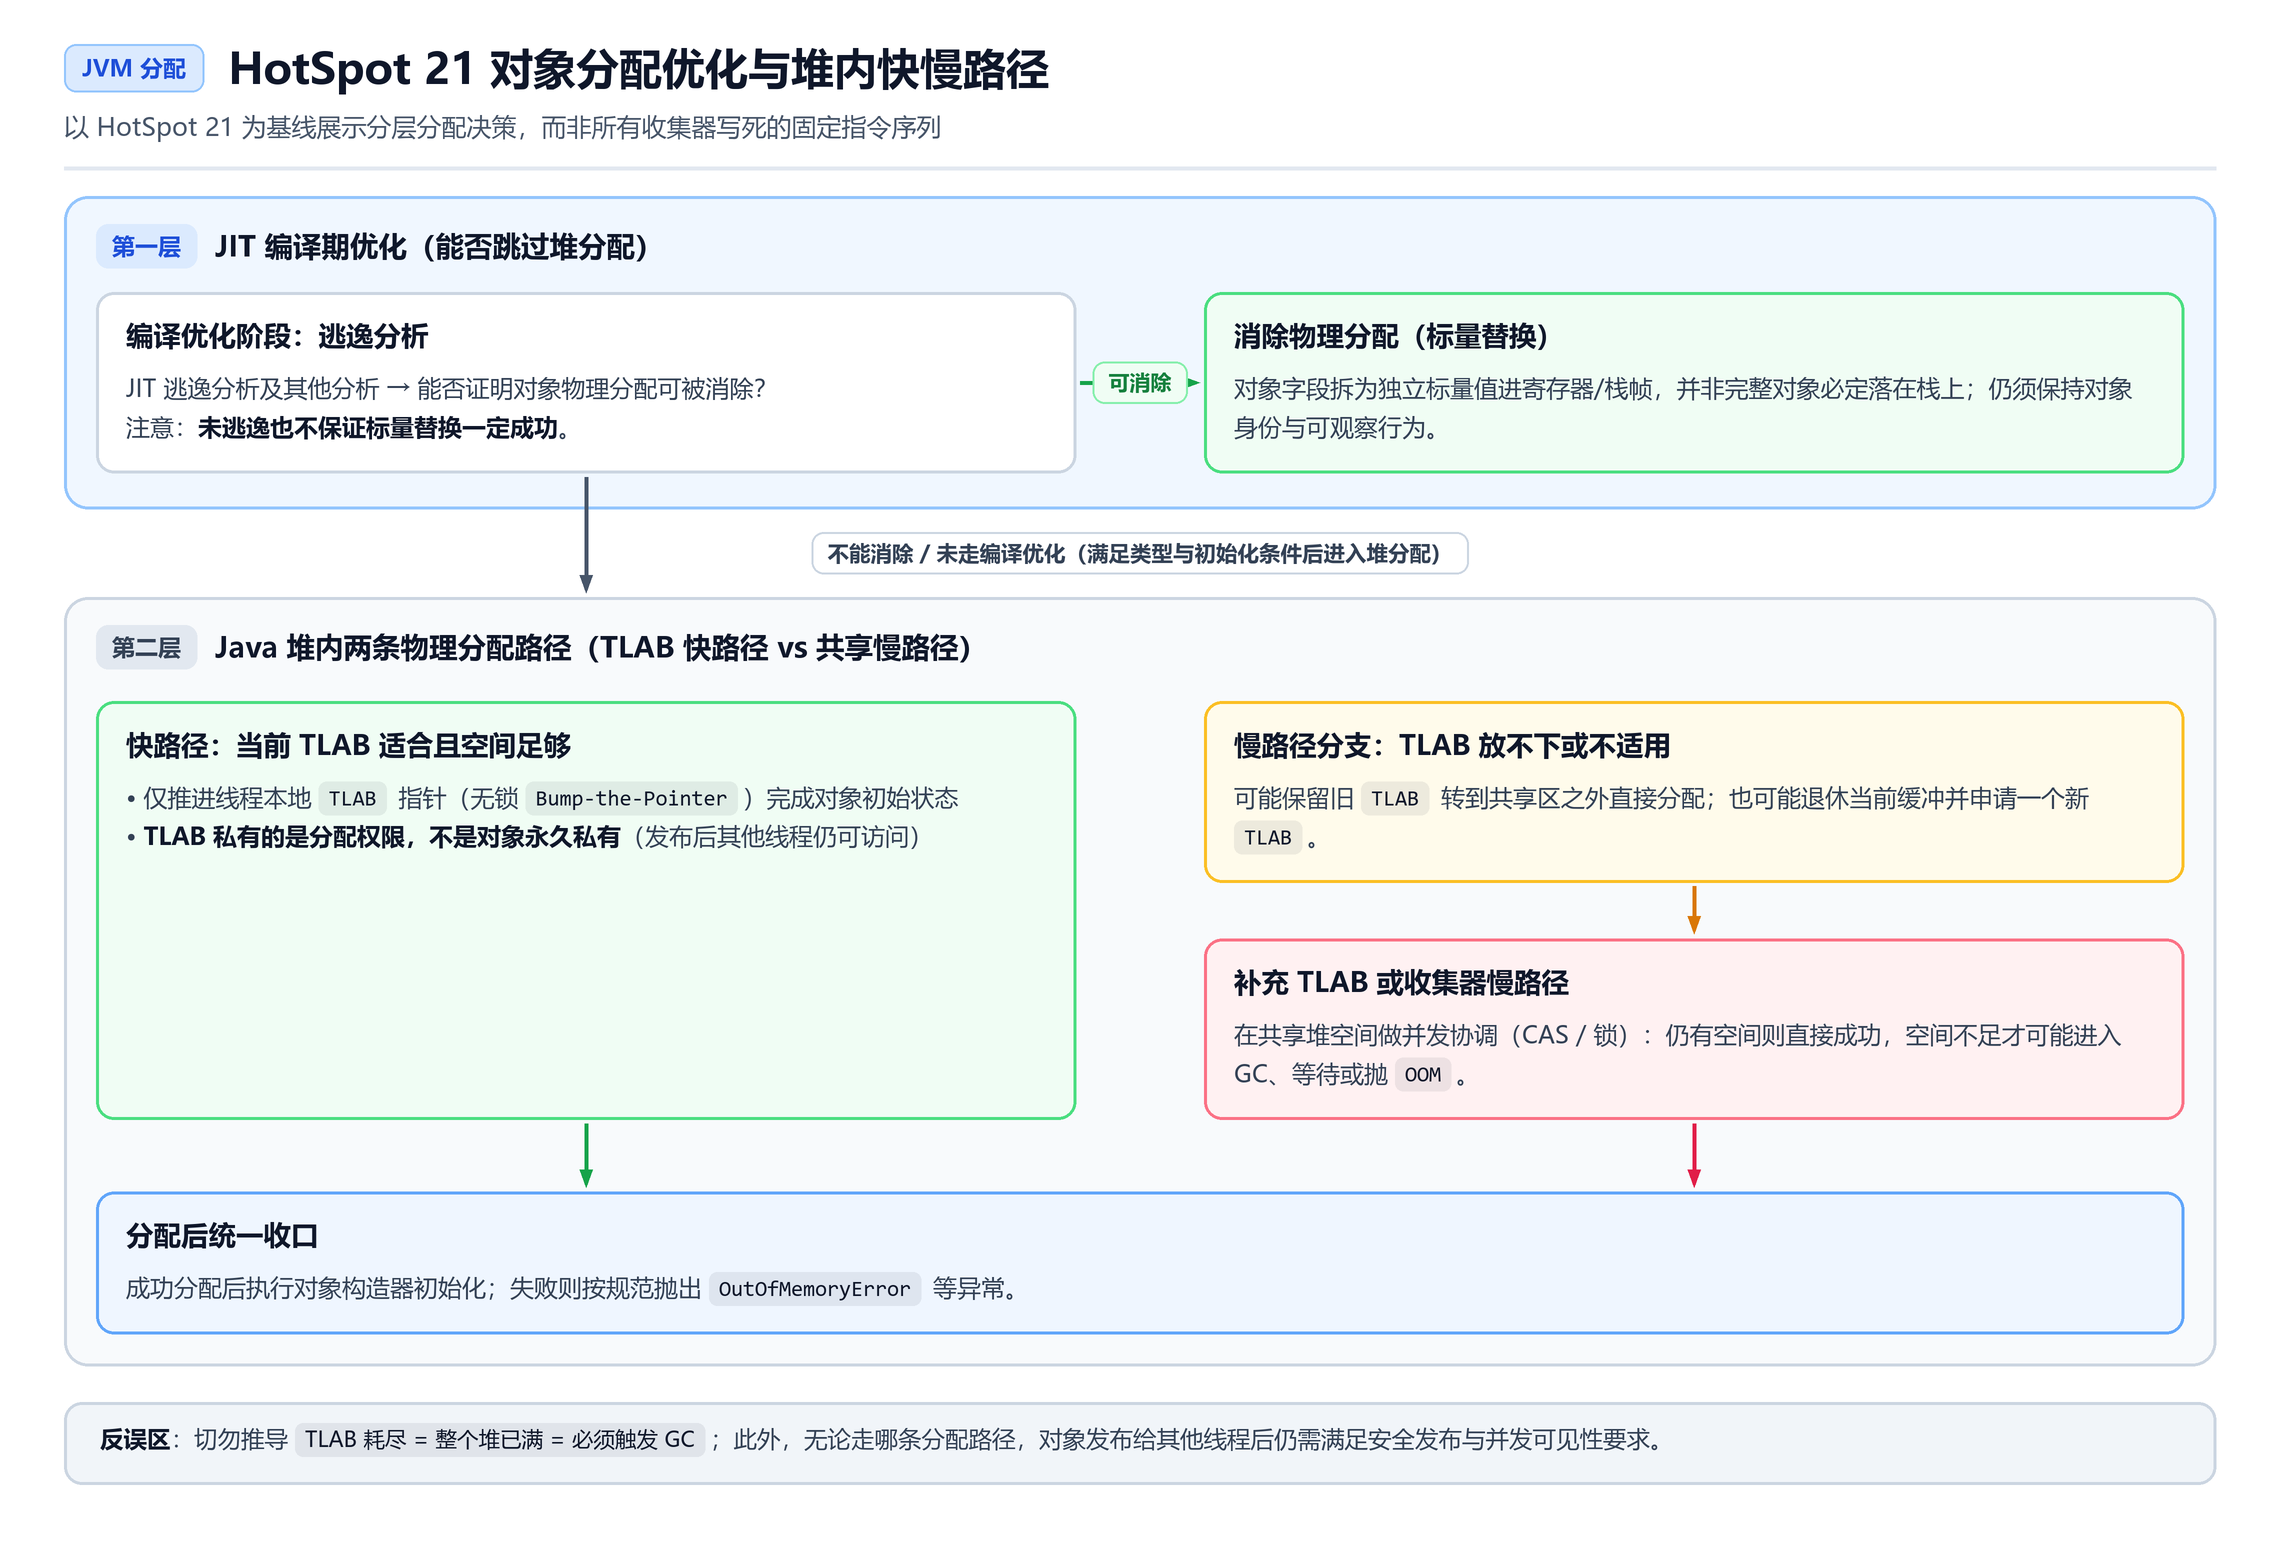 JVM 分配
HotSpot 21 对象分配优化与堆内快慢路径
以 HotSpot 21 为基线展示分层分配决策，而非所有收集器写死的固定指令序列
第一层
JIT 编译期优化（能否跳过堆分配）
编译优化阶段：逃逸分析
JIT 逃逸分析及其他分析 → 能否证明对象物理分配可被消除？
注意：未逃逸也不保证标量替换一定成功。
可消除
消除物理分配（标量替换）
对象字段拆为独立标量值进寄存器/栈帧，并非完整对象必定落在栈上；仍须保持对象
身份与可观察行为。
不能消除 / 未走编译优化（满足类型与初始化条件后进入堆分配）
第二层
Java 堆内两条物理分配路径（TLAB 快路径 vs 共享慢路径）
快路径：当前 TLAB 适合且空间足够
• 仅推进线程本地 TLAB 指针（无锁 Bump-the-Pointer ）完成对象初始状态
• TLAB 私有的是分配权限，不是对象永久私有（发布后其他线程仍可访问）
慢路径分支：TLAB 放不下或不适用
可能保留旧 TLAB 转到共享区之外直接分配；也可能退休当前缓冲并申请一个新
TLAB 。
补充 TLAB 或收集器慢路径
在共享堆空间做并发协调（CAS / 锁）：仍有空间则直接成功，空间不足才可能进入
GC、等待或抛 OOM 。
分配后统一收口
成功分配后执行对象构造器初始化；失败则按规范抛出 OutOfMemoryError 等异常。
反误区：切勿推导 TLAB 耗尽 = 整个堆已满 = 必须触发 GC ；此外，无论走哪条分配路径，对象发布给其他线程后仍需满足安全发布与并发可见性要求。